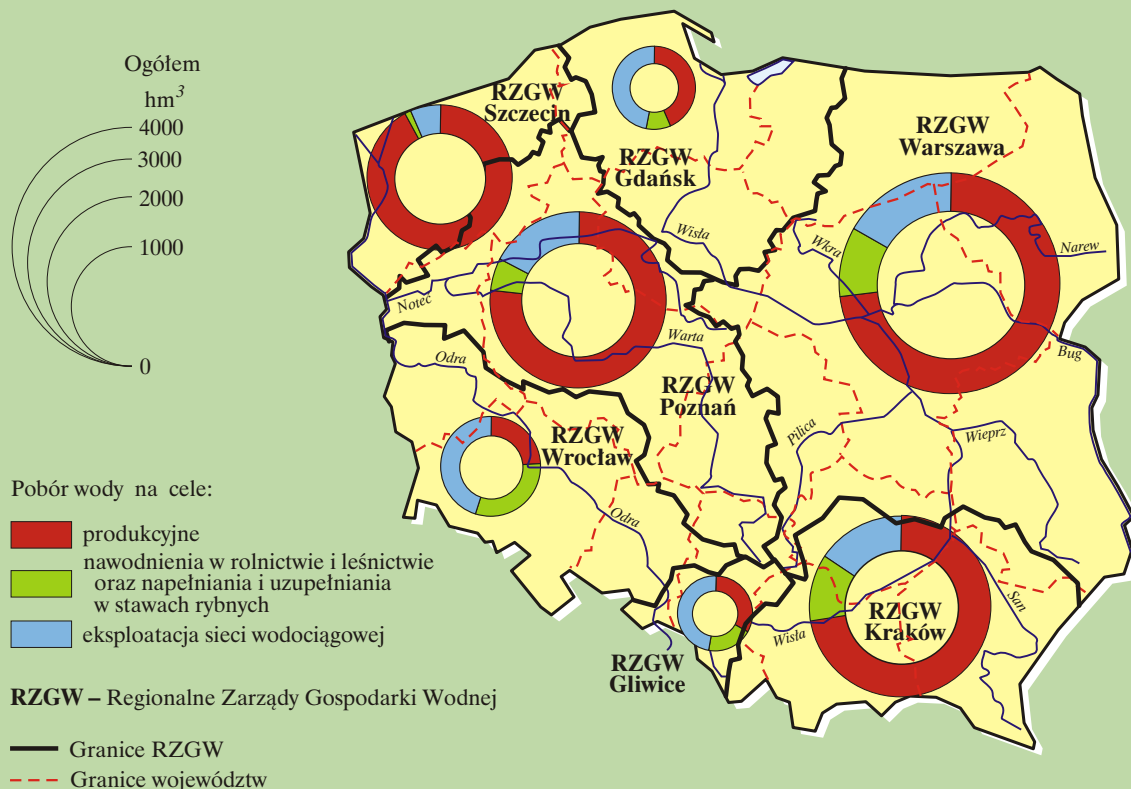 Ogółem
hm³
4000
3000
2000
1000
0
RZGW
Szczecin
RZGW
Gdańsk
RZGW
Warszawa
Wisła
Wkra
Narew
Noteć
Warta
Bug
Odra
RZGW
Poznań
RZGW
Wrocław
Pilica
Wieprz
Odra
San
RZGW
Kraków
Wisła
RZGW
Gliwice
Pobór wody na cele:
produkcyjne
nawodnienia w rolnictwie i leśnictwie
oraz napełniania i uzupełniania
w stawach rybnych
eksploatacja sieci wodociągowej
RZGW – Regionalne Zarządy Gospodarki Wodnej
Granice RZGW
Granice województw